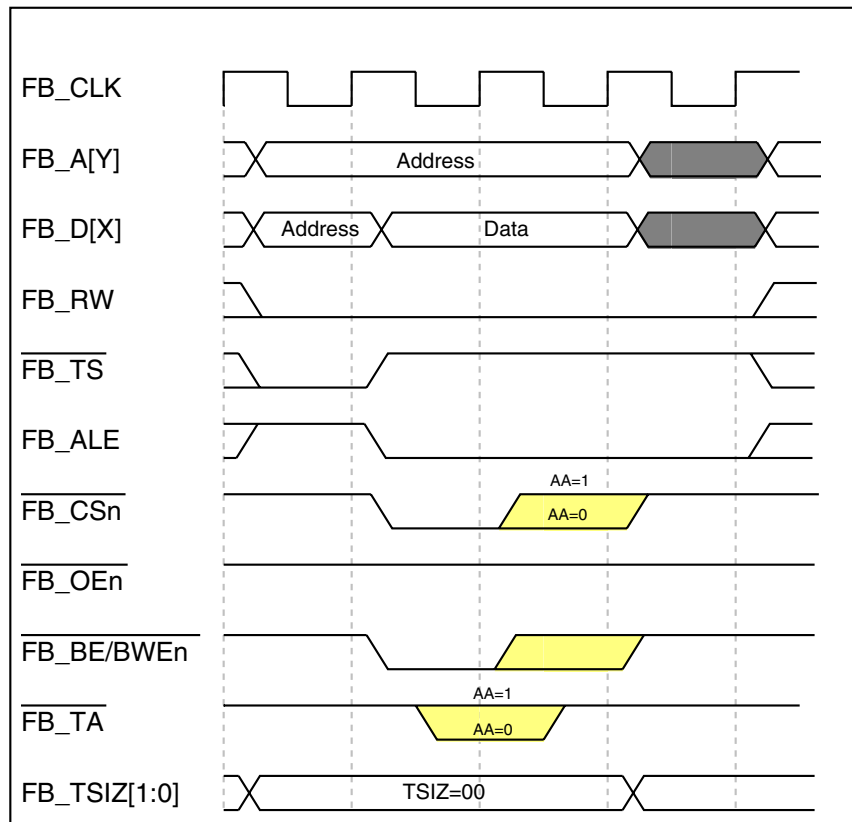 FB_CLK
FB_A[Y]
Address
FB_D[X]
Address
Data
FB_RW
FB_TS
FB_ALE
FB_CSn
AA=1
AA=0
FB_OEn
FB_BE/BWEn
FB_TA
AA=1
AA=0
FB_TSIZ[1:0]
TSIZ=00